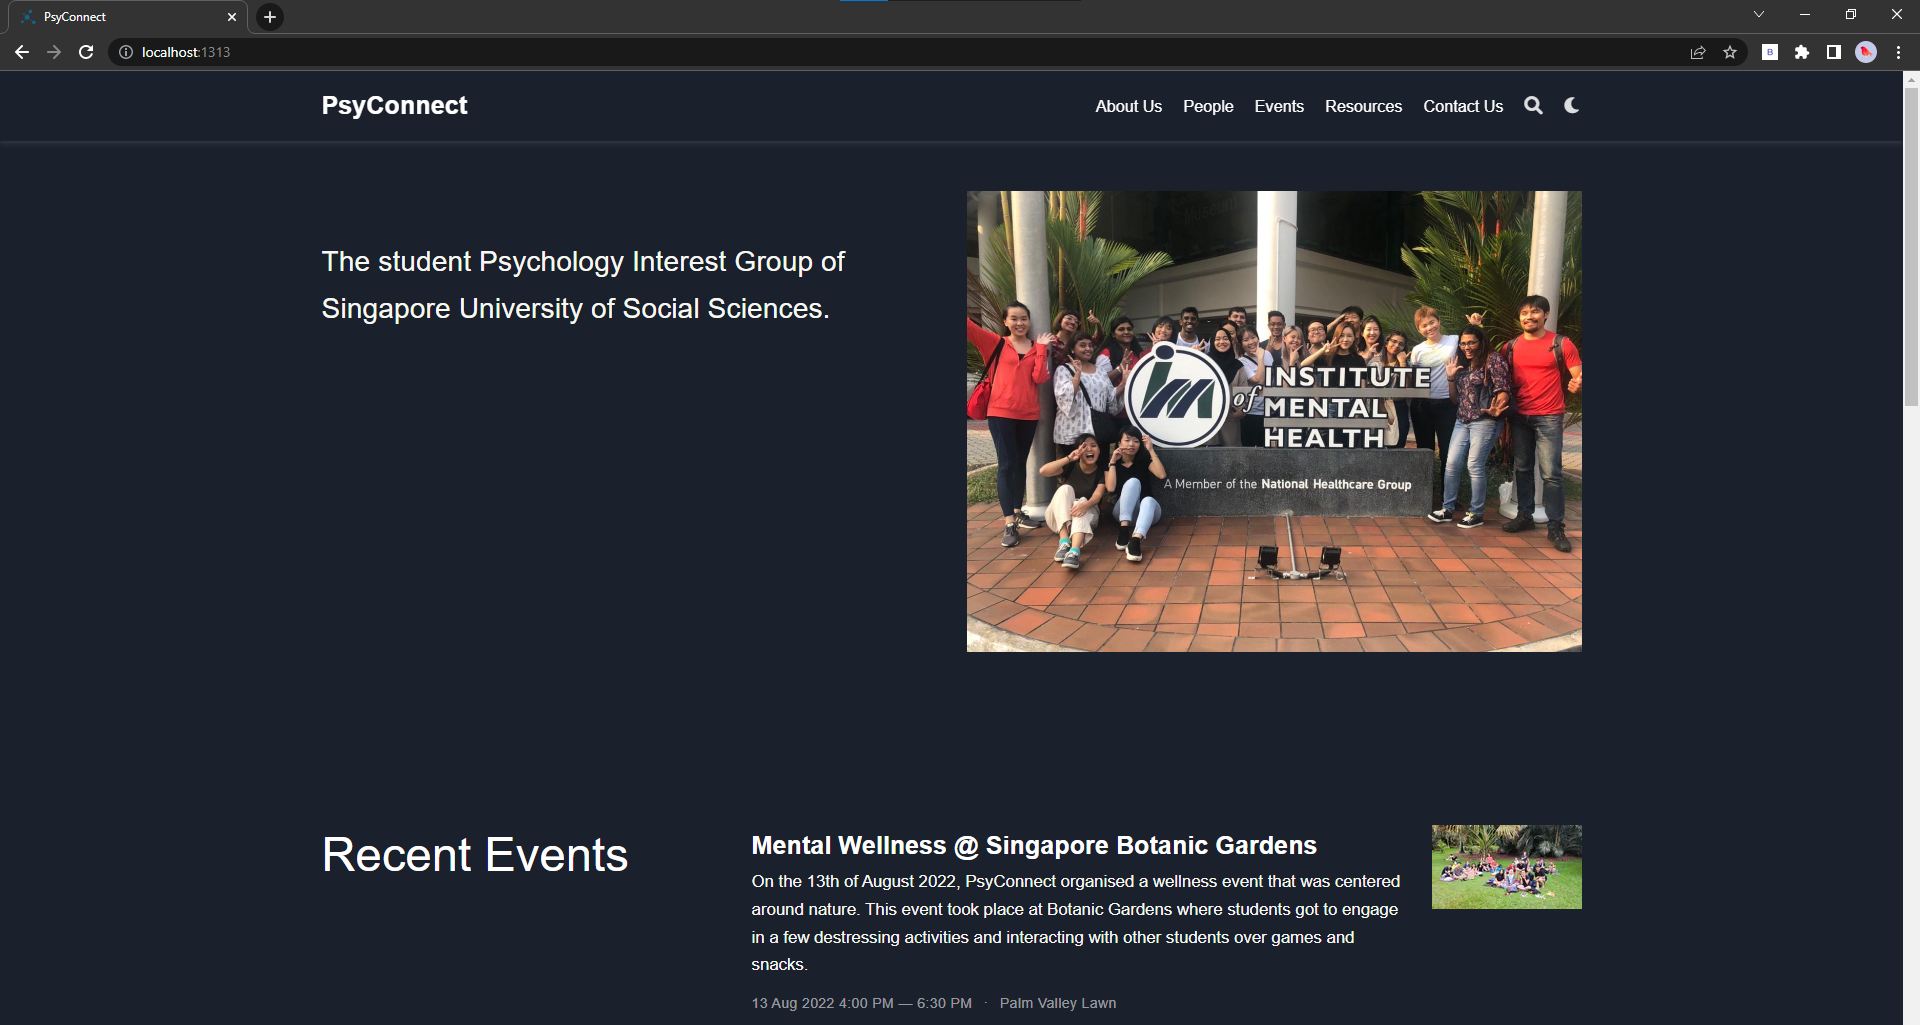 PsyConnect
localhost:1313
PsyConnect
About Us People Events Resources Contact Us
The student Psychology Interest Group of
Singapore University of Social Sciences.
INSTITUTE
of MENTAL
HEALTH
A Member of the National Healthcare Group
Recent Events
Mental Wellness @ Singapore Botanic Gardens
On the 13th of August 2022, PsyConnect organised a wellness event that was centered
around nature. This event took place at Botanic Gardens where students got to engage
in a few destressing activities and interacting with other students over games and
snacks.
13 Aug 2022 4:00 PM — 6:30 PM · Palm Valley Lawn